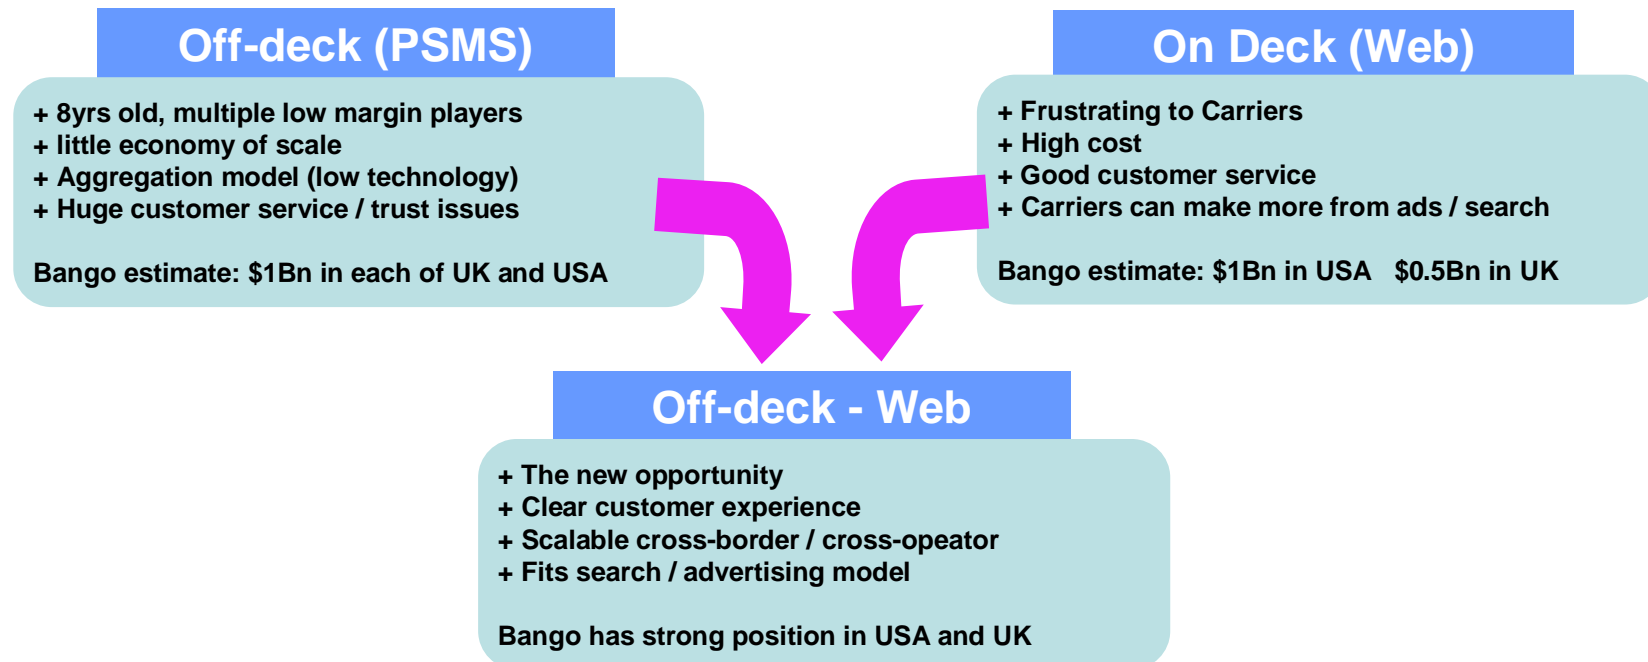 Off-deck (PSMS)
+ 8yrs old, multiple low margin players
+ little economy of scale
+ Aggregation model (low technology)
+ Huge customer service / trust issues
Bango estimate: $1Bn in each of UK and USA
On Deck (Web)
+ Frustrating to Carriers
+ High cost
+ Good customer service
+ Carriers can make more from ads / search
Bango estimate: $1Bn in USA   $0.5Bn in UK
Off-deck - Web
+ The new opportunity
+ Clear customer experience
+ Scalable cross-border / cross-opeator
+ Fits search / advertising model
Bango has strong position in USA and UK